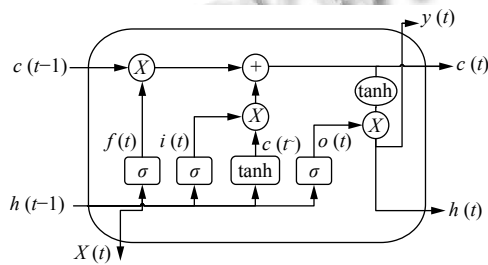 y (t)
c (t−1) X + c (t)
tanh
f (t) i (t) X c (t~) o (t) X
σ σ tanh σ
h (t−1) h (t)
X (t)